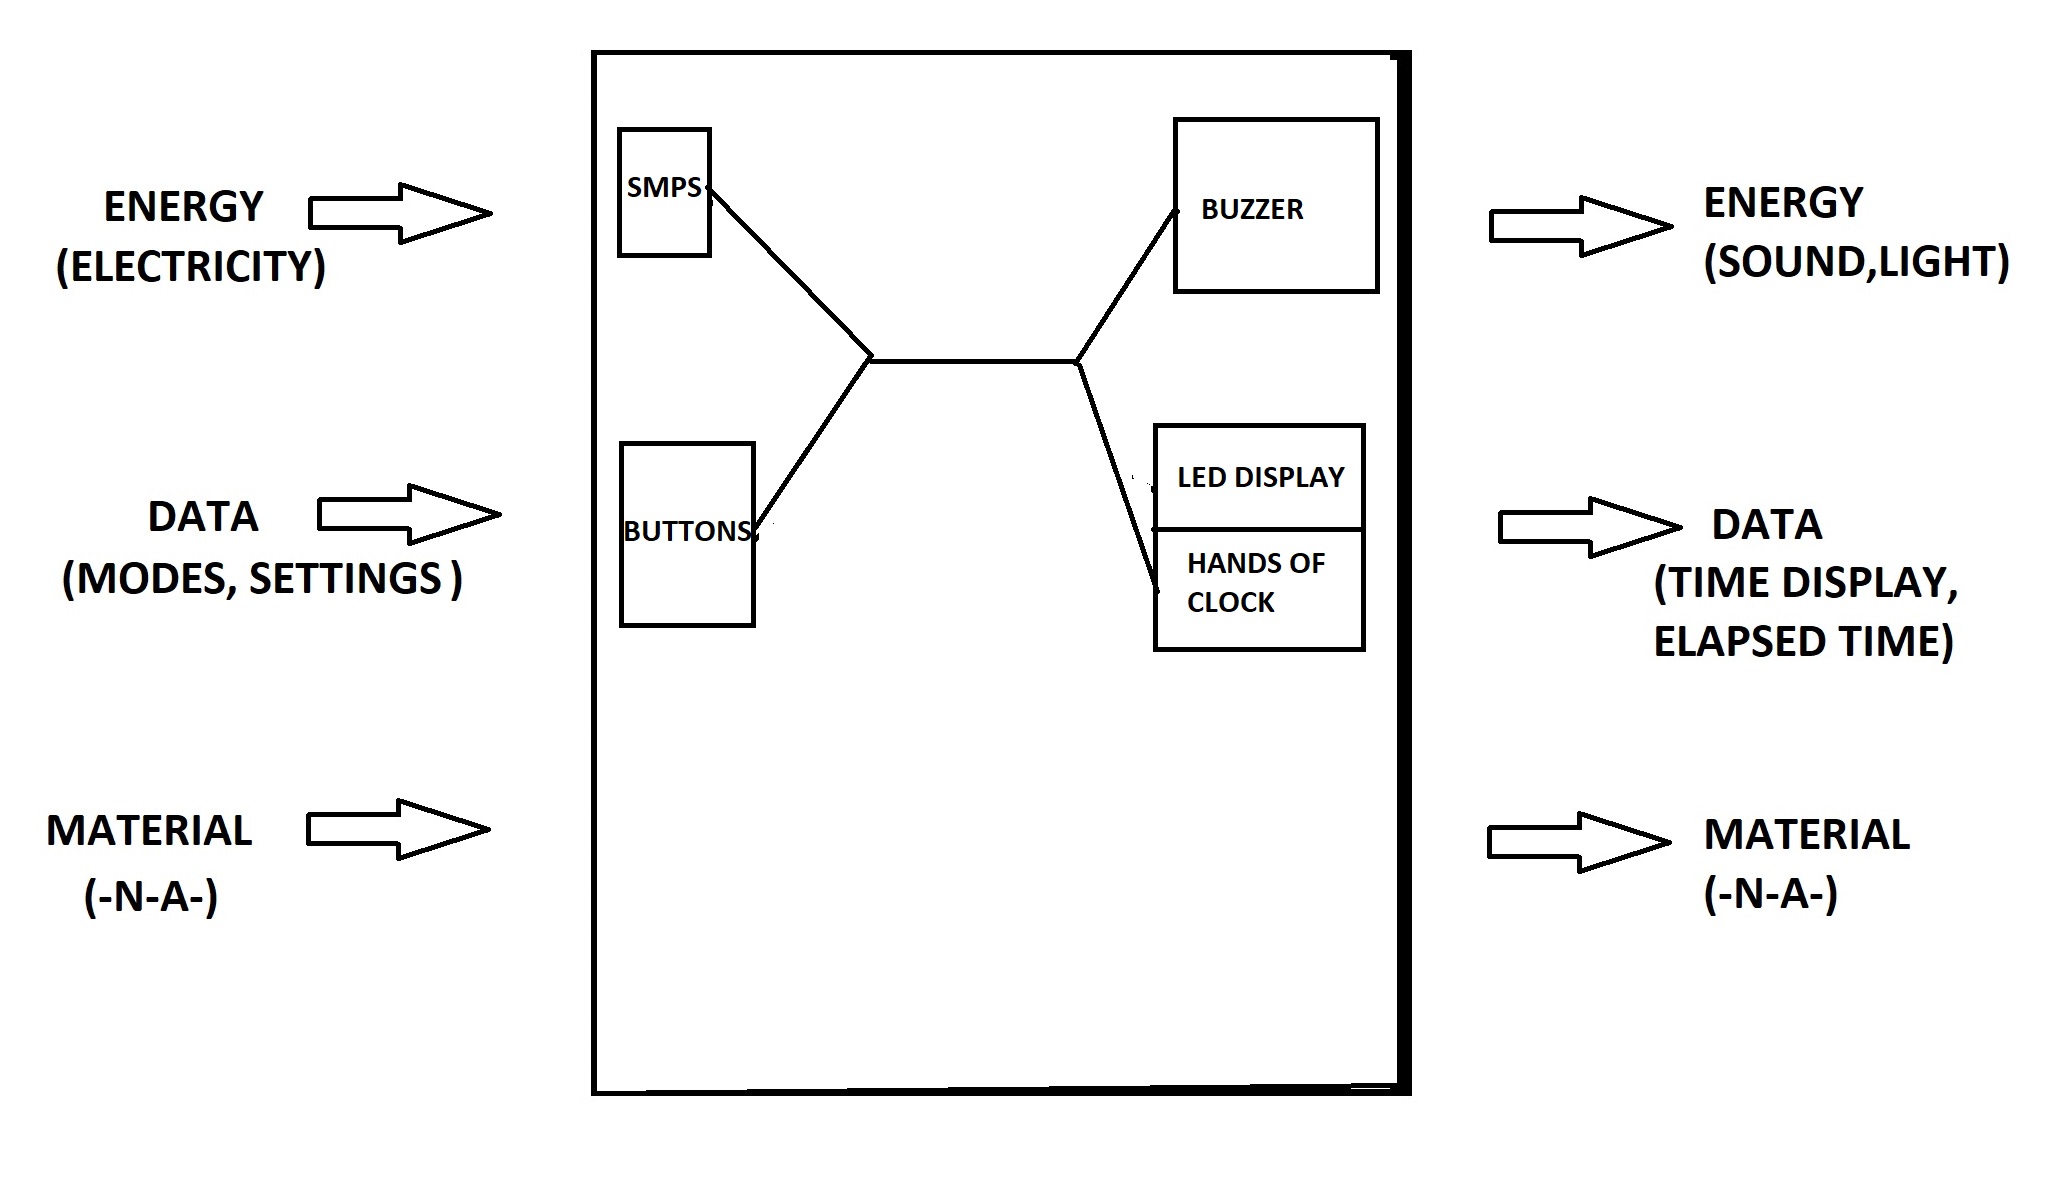 ENERGY
(ELECTRICITY)
DATA
(MODES, SETTINGS )
MATERIAL
(-N-A-)
SMPS
BUTTONS
BUZZER
LED DISPLAY
HANDS OF
CLOCK
ENERGY
(SOUND,LIGHT)
DATA
(TIME DISPLAY,
ELAPSED TIME)
MATERIAL
(-N-A-)